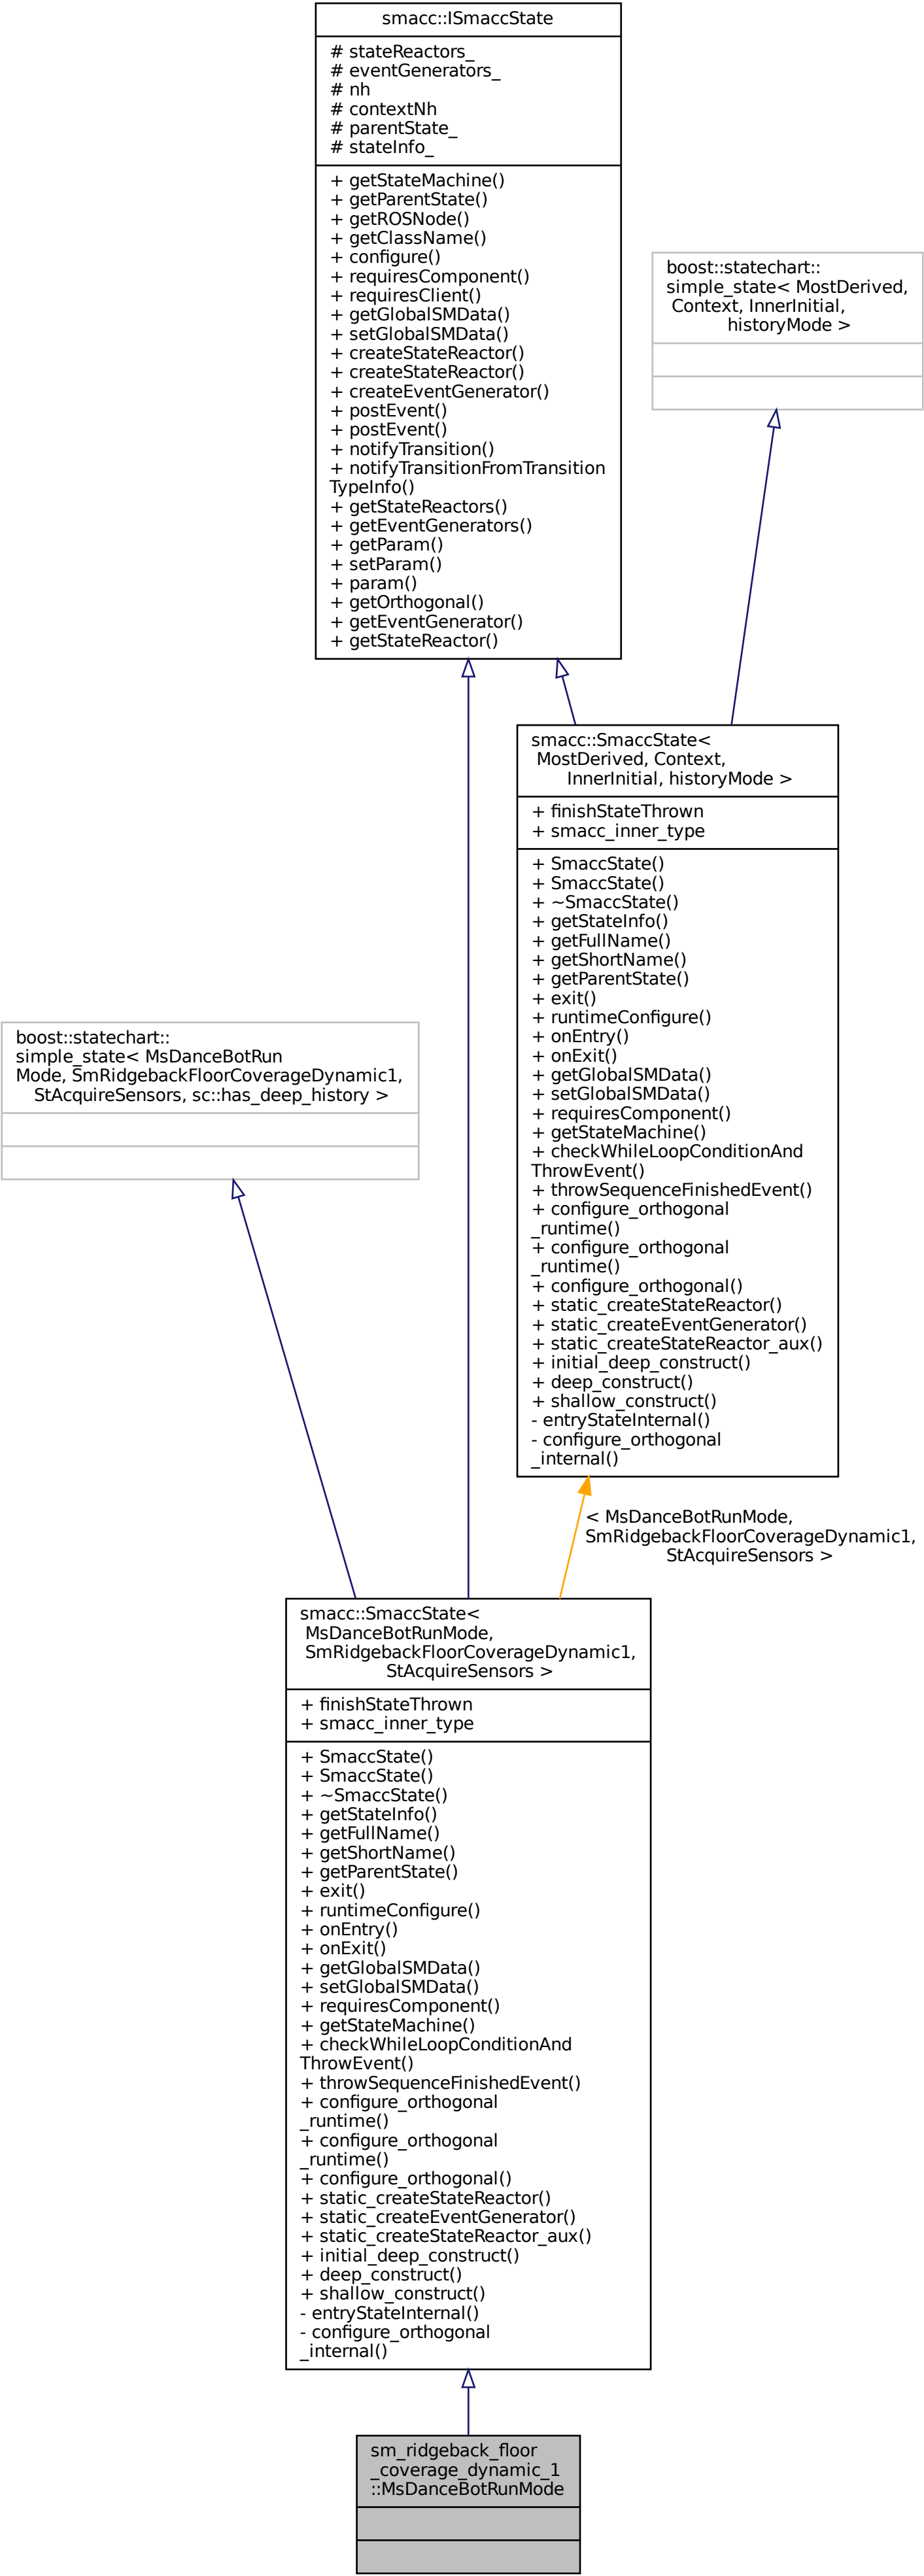 smacc::ISmaccState
# stateReactors_
# eventGenerators_
# nh
# contextNh
# parentState_
# stateInfo_
+ getStateMachine()
+ getParentState()
+ getROSNode()
+ getClassName()
+ configure()
+ requiresComponent()
+ requiresClient()
+ getGlobalSMData()
+ setGlobalSMData()
+ createStateReactor()
+ createStateReactor()
+ createEventGenerator()
+ postEvent()
+ postEvent()
+ notifyTransition()
+ notifyTransitionFromTransition
TypeInfo()
+ getStateReactors()
+ getEventGenerators()
+ getParam()
+ setParam()
+ param()
+ getOrthogonal()
+ getEventGenerator()
+ getStateReactor()
boost::statechart::
simple_state< MostDerived,
Context, InnerInitial,
historyMode >
smacc::SmaccState<
MostDerived, Context,
InnerInitial, historyMode >
+ finishStateThrown
+ smacc_inner_type
+ SmaccState()
+ SmaccState()
+ ~SmaccState()
+ getStateInfo()
+ getFullName()
+ getShortName()
+ getParentState()
+ exit()
+ runtimeConfigure()
+ onEntry()
+ onExit()
+ getGlobalSMData()
+ setGlobalSMData()
+ requiresComponent()
+ getStateMachine()
+ checkWhileLoopConditionAnd
ThrowEvent()
+ throwSequenceFinishedEvent()
+ configure_orthogonal
_runtime()
+ configure_orthogonal
_runtime()
+ configure_orthogonal()
+ static_createStateReactor()
+ static_createEventGenerator()
+ static_createStateReactor_aux()
+ initial_deep_construct()
+ deep_construct()
+ shallow_construct()
- entryStateInternal()
- configure_orthogonal
_internal()
boost::statechart::
simple_state< MsDanceBotRun
Mode, SmRidgebackFloorCoverageDynamic1,
StAcquireSensors, sc::has_deep_history >
< MsDanceBotRunMode,
SmRidgebackFloorCoverageDynamic1,
StAcquireSensors >
smacc::SmaccState<
MsDanceBotRunMode,
SmRidgebackFloorCoverageDynamic1,
StAcquireSensors >
+ finishStateThrown
+ smacc_inner_type
+ SmaccState()
+ SmaccState()
+ ~SmaccState()
+ getStateInfo()
+ getFullName()
+ getShortName()
+ getParentState()
+ exit()
+ runtimeConfigure()
+ onEntry()
+ onExit()
+ getGlobalSMData()
+ setGlobalSMData()
+ requiresComponent()
+ getStateMachine()
+ checkWhileLoopConditionAnd
ThrowEvent()
+ throwSequenceFinishedEvent()
+ configure_orthogonal
_runtime()
+ configure_orthogonal
_runtime()
+ configure_orthogonal()
+ static_createStateReactor()
+ static_createEventGenerator()
+ static_createStateReactor_aux()
+ initial_deep_construct()
+ deep_construct()
+ shallow_construct()
- entryStateInternal()
- configure_orthogonal
_internal()
sm_ridgeback_floor
_coverage_dynamic_1
::MsDanceBotRunMode